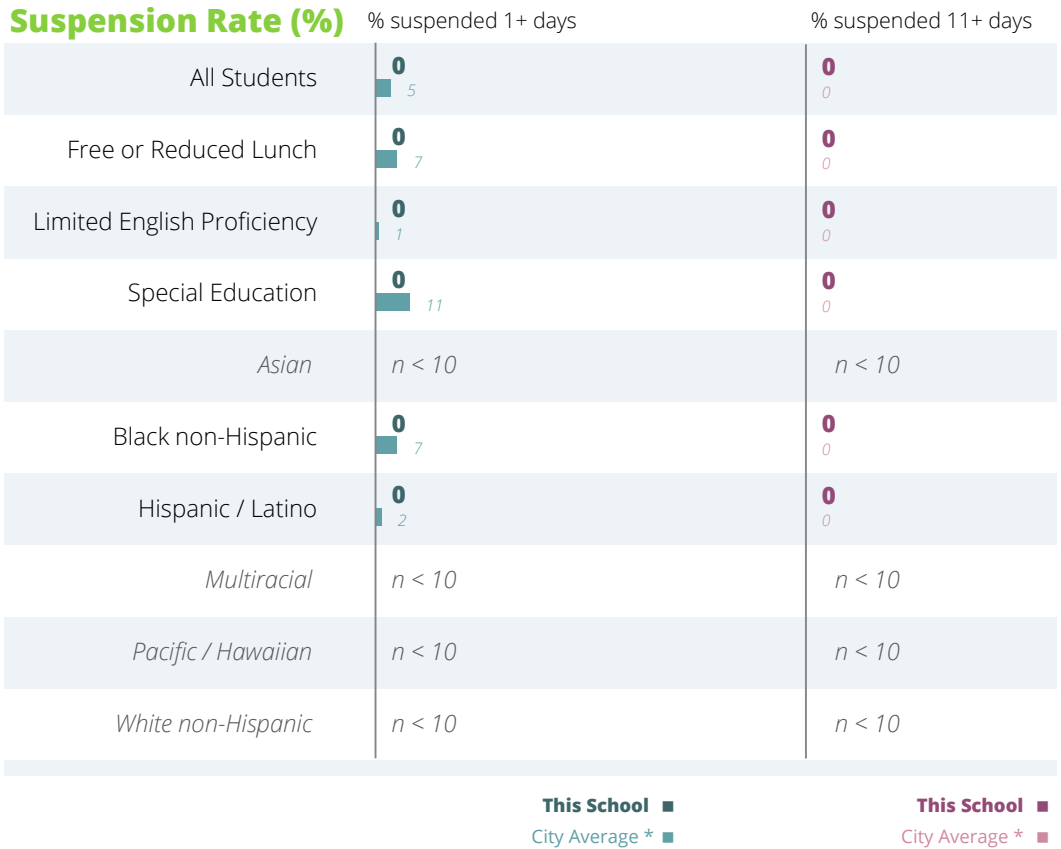 Suspension Rate (%) % suspended 1+ days % suspended 11+ days
All Students 0 0
5 0
Free or Reduced Lunch 0 0
7 0
Limited English Proficiency 0 0
1 0
Special Education 0 0
11 0
Asian n < 10 n < 10
Black non-Hispanic 0 0
7 0
Hispanic / Latino 0 0
2 0
Multiracial n < 10 n < 10
Pacific / Hawaiian n < 10 n < 10
White non-Hispanic n < 10 n < 10
This School This School
City Average * City Average *